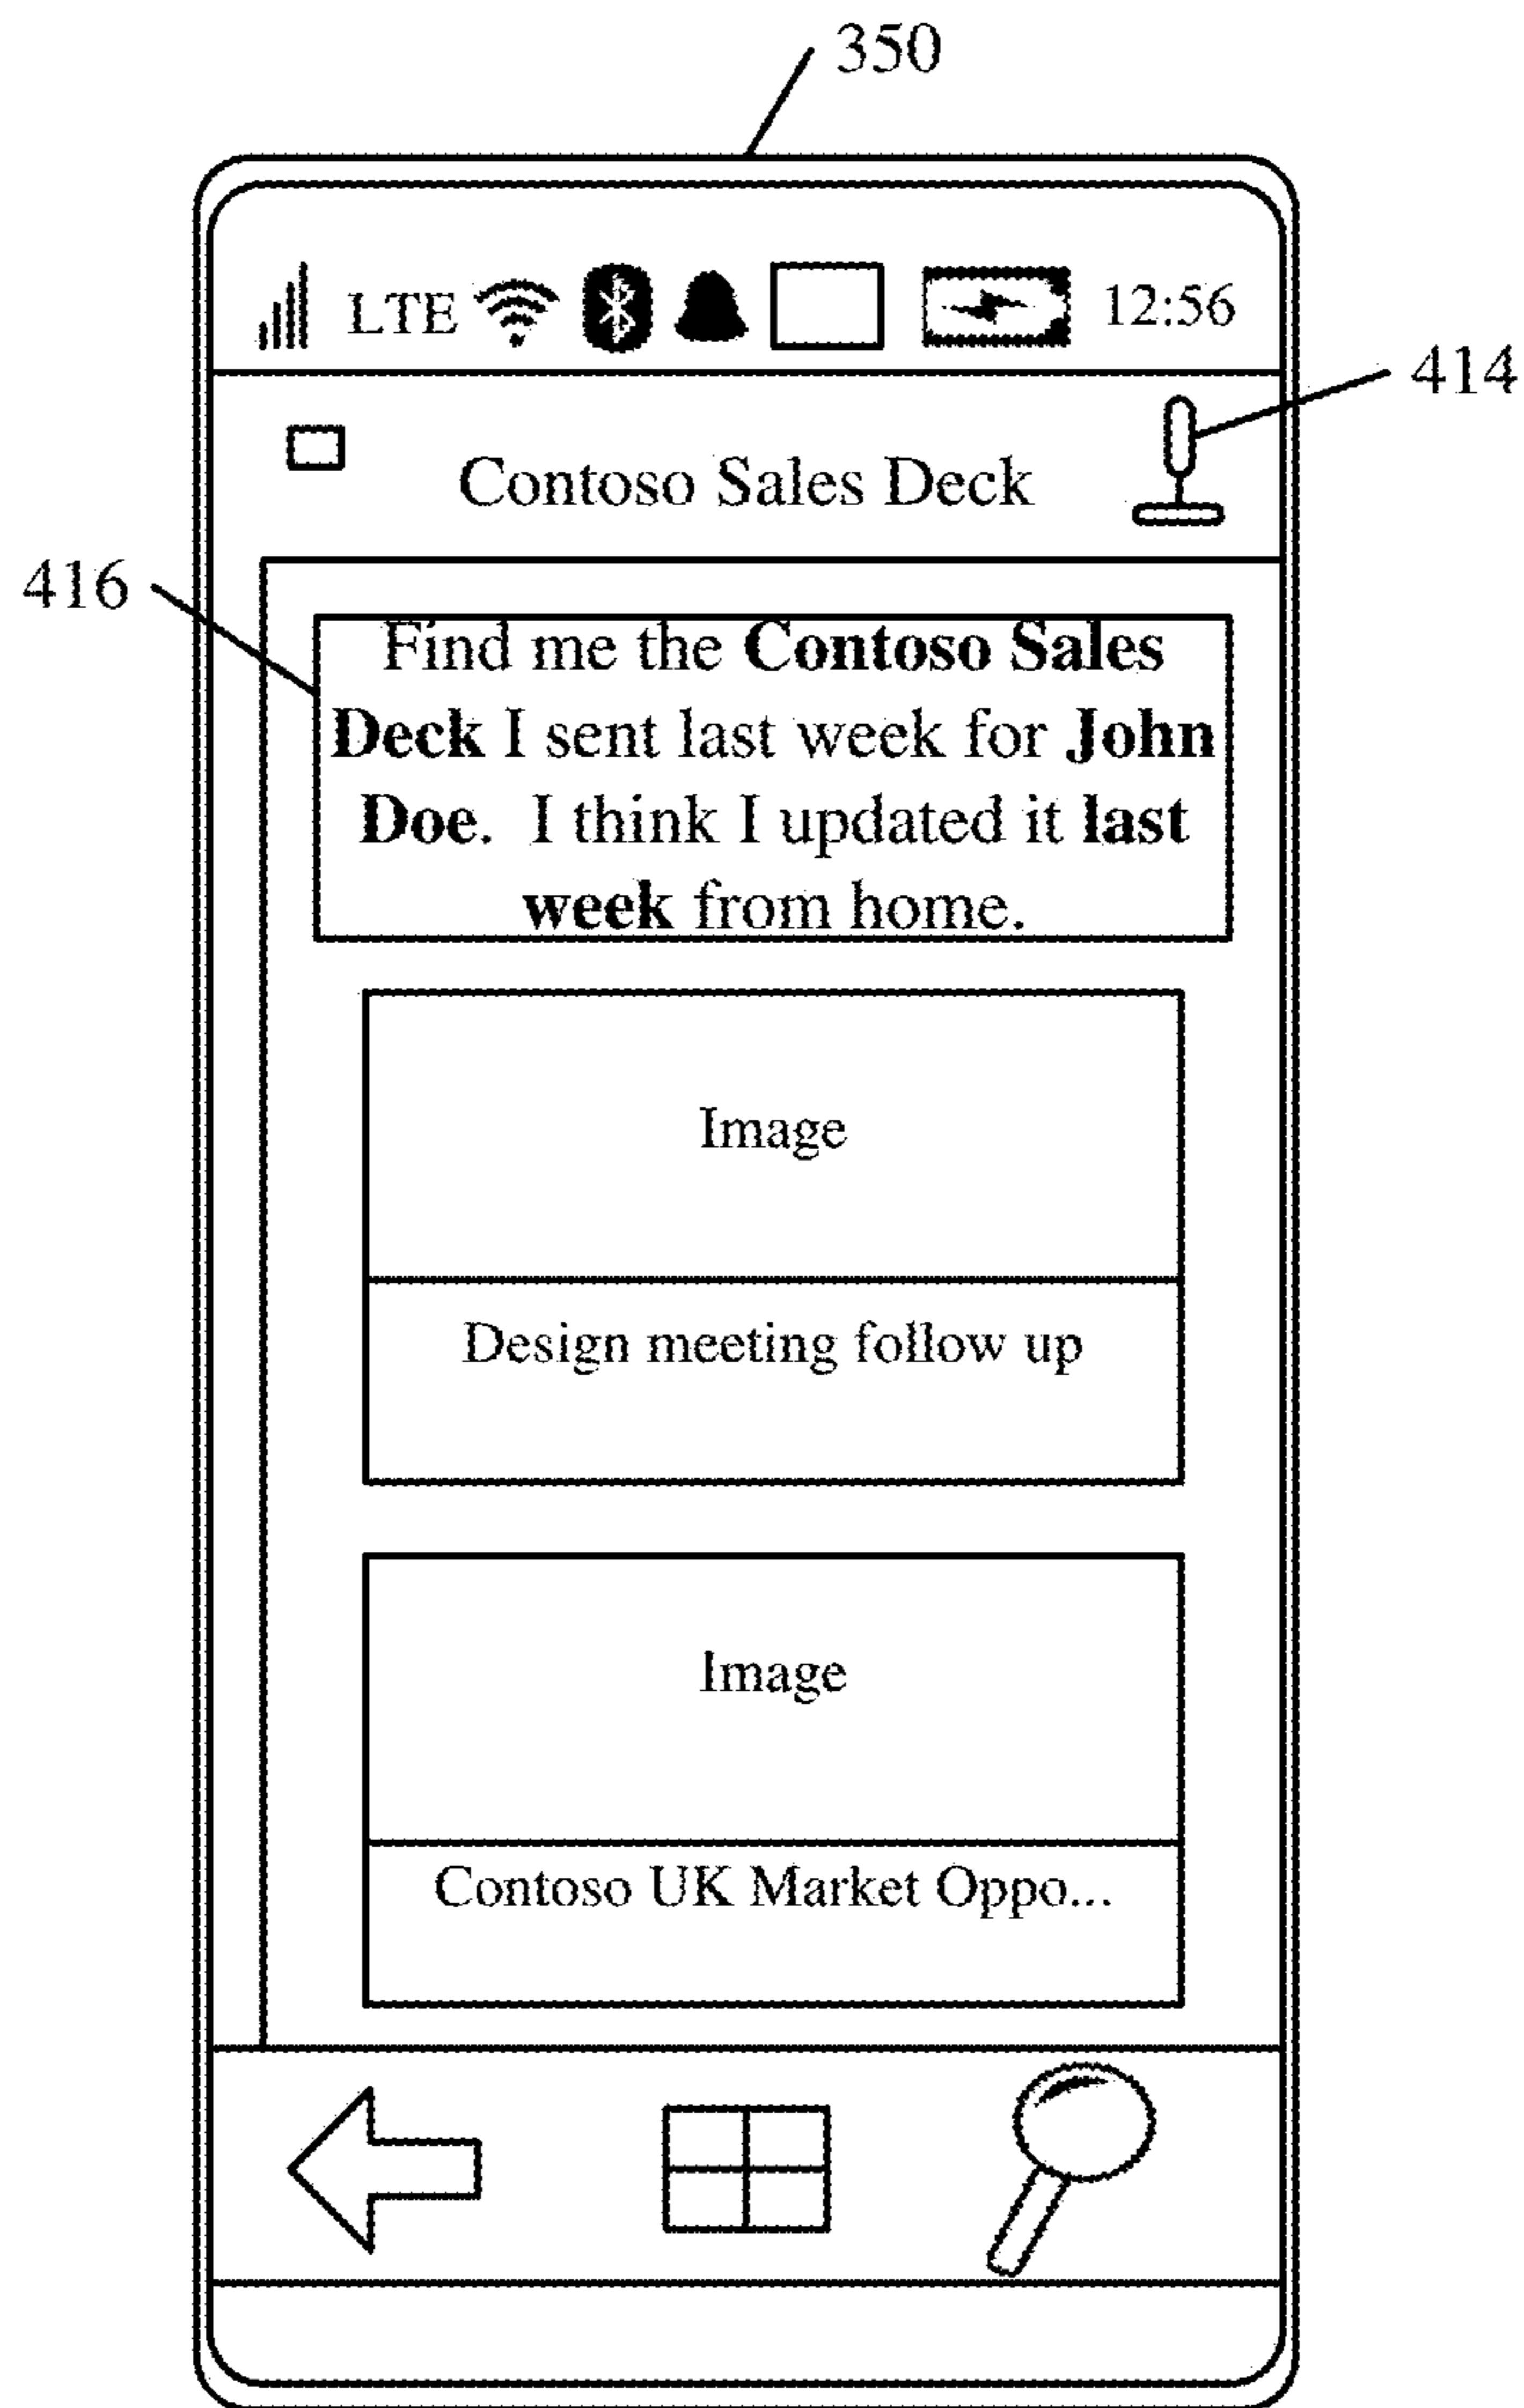 350
LTE 12:56
414
Contoso Sales Deck
416
Find me the Contoso Sales
Deck I sent last week for John
Doe.  I think I updated it last
week from home.
Image
Design meeting follow up
Image
Contoso UK Market Oppo...